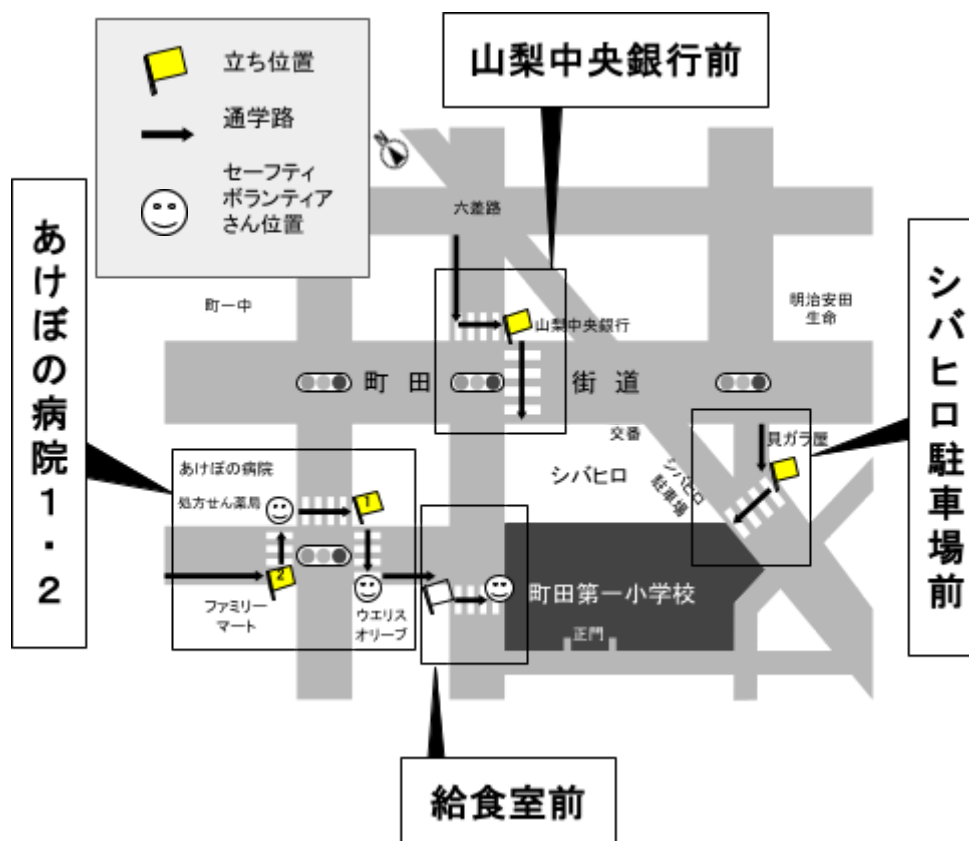 立ち位置
通学路
セーフティ
ボランティア
さん位置
山梨中央銀行前
あけぼの病院1・2
シバヒロ駐車場前
給食室前
N
六差路
町一中
山梨中央銀行
明治安田
生命
町田
街道
交番
貝ガラ屋
シバヒロ
シバヒロ
駐車場
あけぼの病院
処方せん薬局
1
2
ファミリー
マート
ウエリス
オリーブ
町田第一小学校
正門